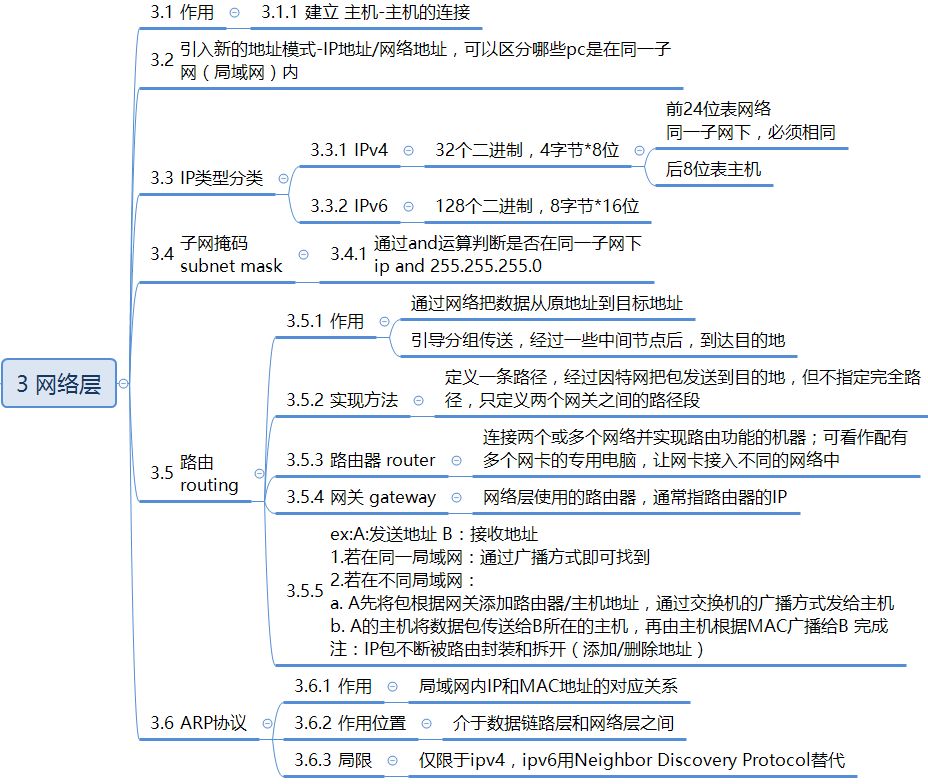 3 网络层
3.1 作用
3.1.1 建立 主机-主机的连接
3.2 引入新的地址模式-IP地址/网络地址，可以区分哪些pc是在同一子
网（局域网）内
3.3 IP类型分类
3.3.1 IPv4
32个二进制，4字节*8位
前24位表网络
同一子网下，必须相同
后8位表主机
3.3.2 IPv6
128个二进制，8字节*16位
3.4 子网掩码
subnet mask
3.4.1 通过and运算判断是否在同一子网下
ip and 255.255.255.0
3.5 路由
routing
3.5.1 作用
通过网络把数据从原地址到目标地址
引导分组传送，经过一些中间节点后，到达目的地
3.5.2 实现方法
定义一条路径，经过因特网把包发送到目的地，但不指定完全路
径，只定义两个网关之间的路径段
3.5.3 路由器 router
连接两个或多个网络并实现路由功能的机器；可看作配有
多个网卡的专用电脑，让网卡接入不同的网络中
3.5.4 网关 gateway
网络层使用的路由器，通常指路由器的IP
3.5.5
ex:A:发送地址 B：接收地址
1.若在同一局域网：通过广播方式即可找到
2.若在不同局域网：
a. A先将包根据网关添加路由器/主机地址，通过交换机的广播方式发给主机
b. A的主机将数据包传送给B所在的主机，再由主机根据MAC广播给B 完成
注：IP包不断被路由封装和拆开（添加/删除地址）
3.6 ARP协议
3.6.1 作用
局域网内IP和MAC地址的对应关系
3.6.2 作用位置
介于数据链路层和网络层之间
3.6.3 局限
仅限于ipv4，ipv6用Neighbor Discovery Protocol替代